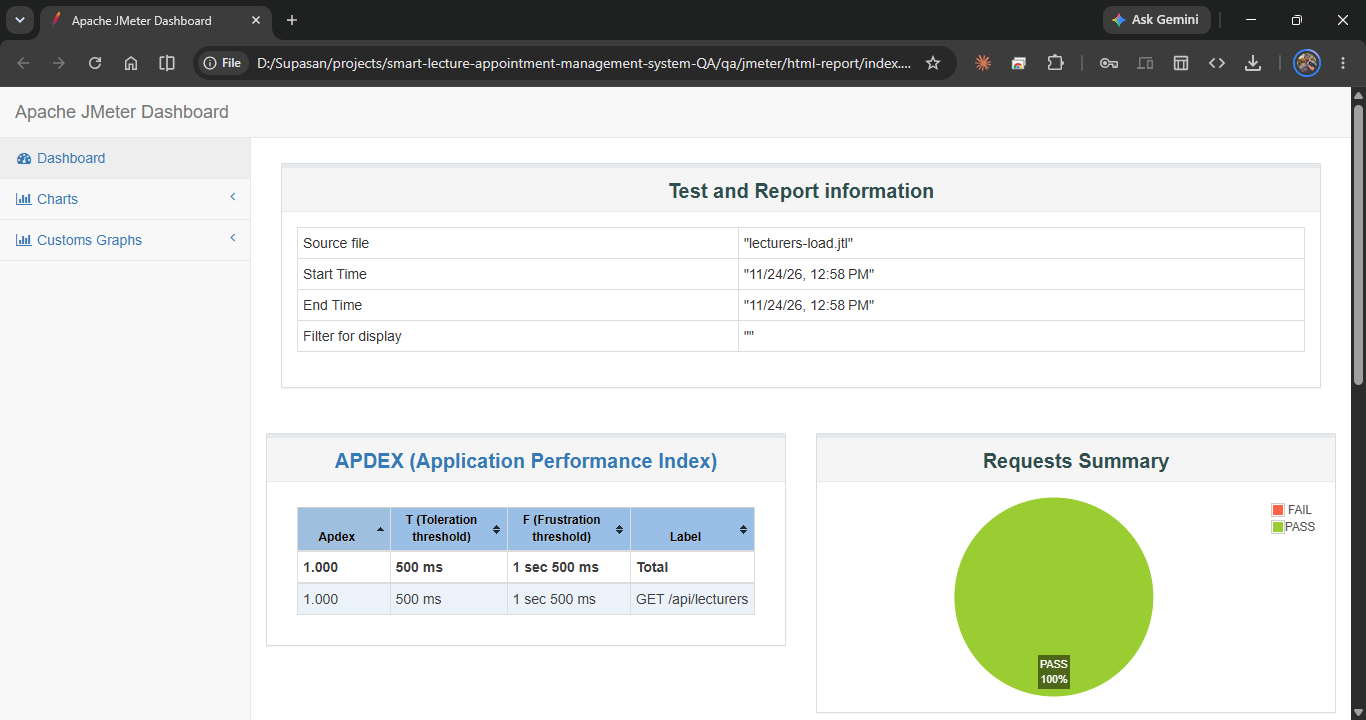 Apache JMeter Dashboard
Ask Gemini
File
D:/Supasan/projects/smart-lecture-appointment-management-system-QA/qa/jmeter/html-report/index....
Apache JMeter Dashboard
Dashboard
Charts
Customs Graphs
Test and Report information
Source file "lecturers-load.jtl"
Start Time "11/24/26, 12:58 PM"
End Time "11/24/26, 12:58 PM"
Filter for display ""
APDEX (Application Performance Index)
Apdex T (Toleration threshold) F (Frustration threshold) Label
1.000 500 ms 1 sec 500 ms Total
1.000 500 ms 1 sec 500 ms GET /api/lecturers
Requests Summary
FAIL
PASS
PASS
100%